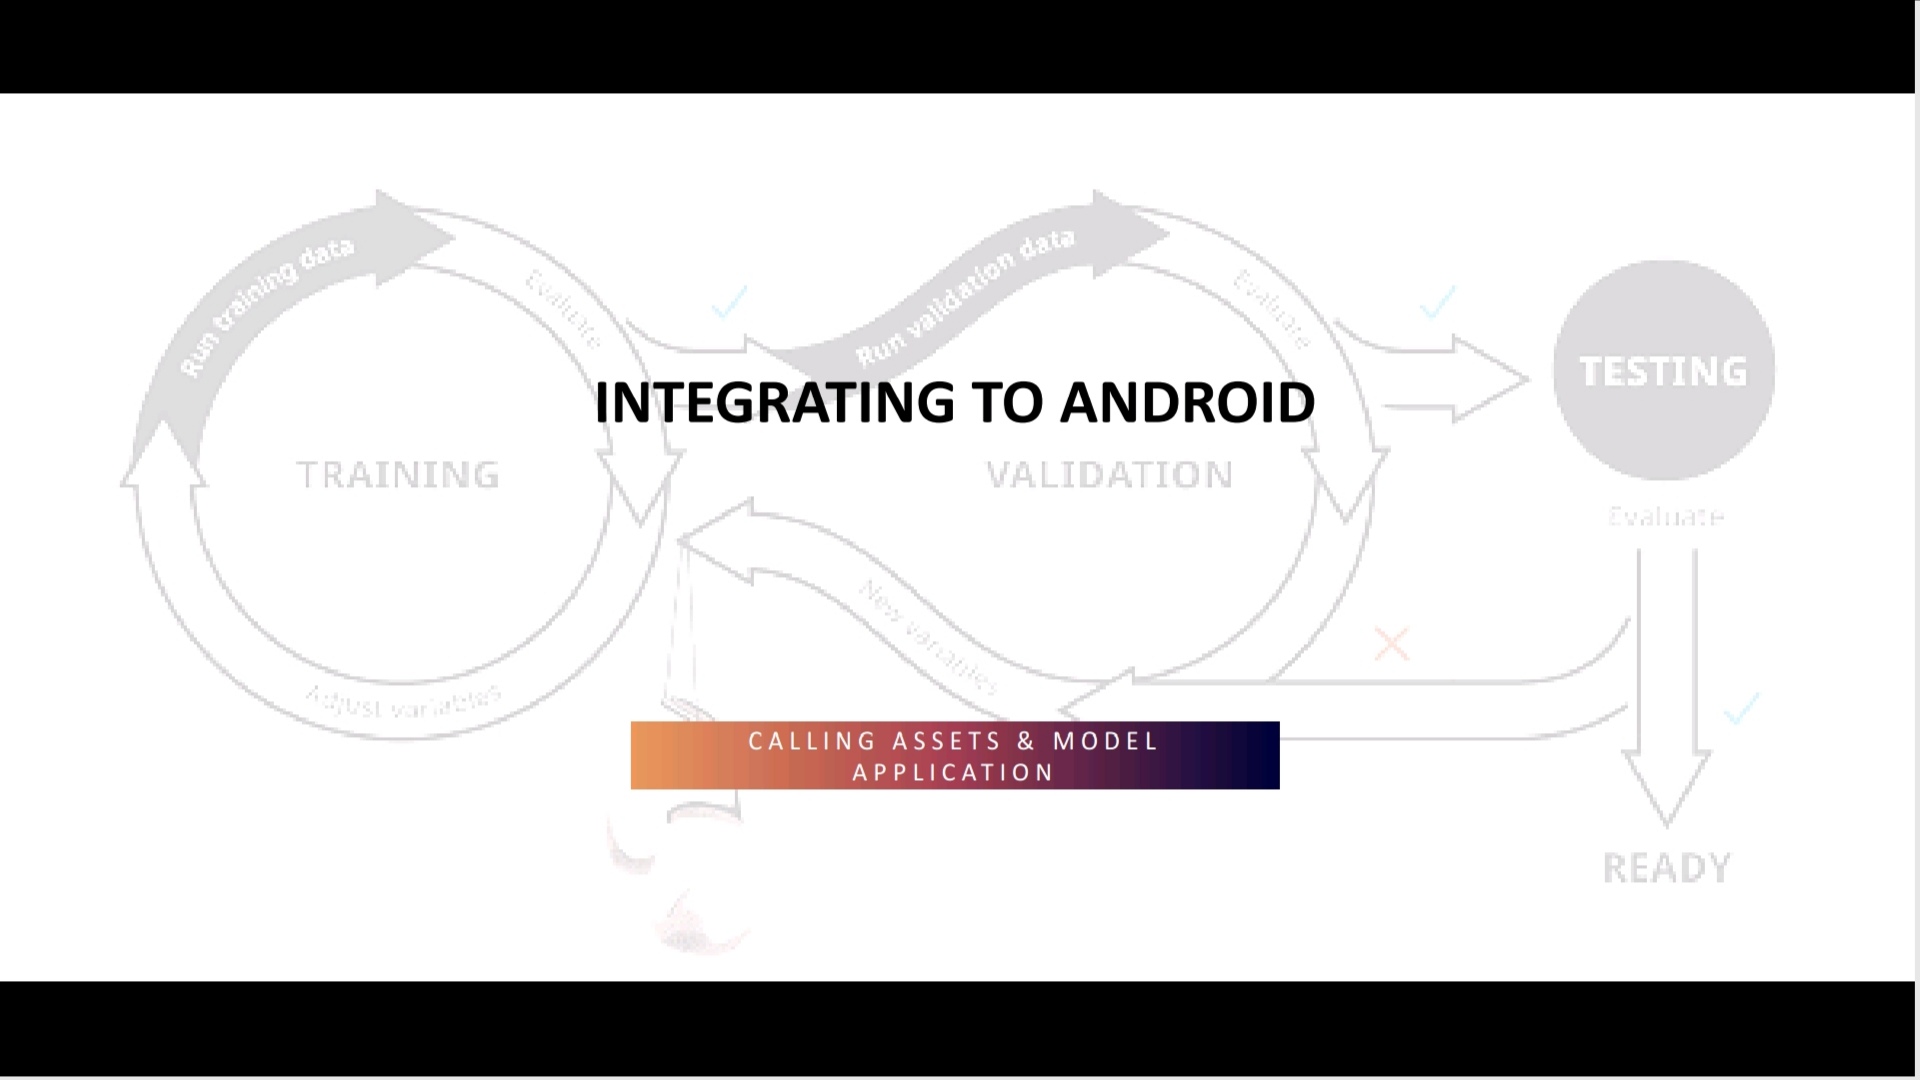 Run training data
Evaluate
Run validation data
Evaluate
TESTING
INTEGRATING TO ANDROID
TRAINING
VALIDATION
Evaluate
New variables
Adjust variables
CALLING ASSETS & MODEL
APPLICATION
READY